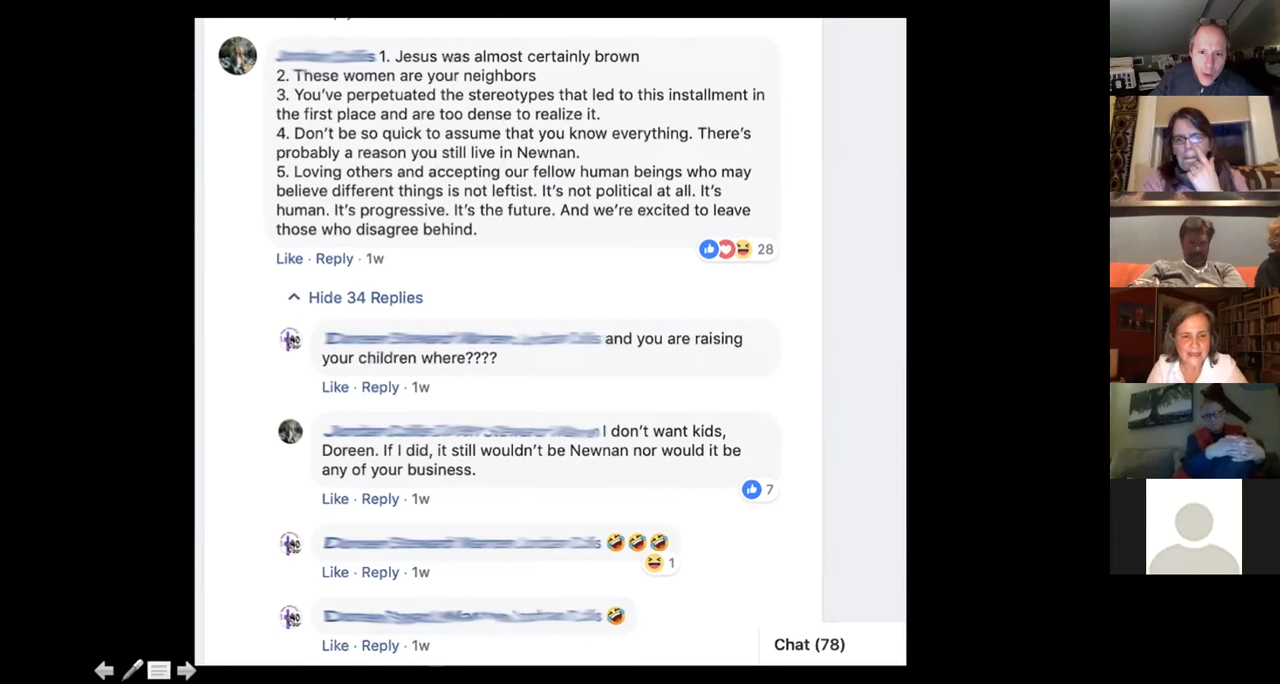 1. Jesus was almost certainly brown
2. These women are your neighbors
3. You've perpetuated the stereotypes that led to this installment in
the first place and are too dense to realize it.
4. Don't be so quick to assume that you know everything. There's
probably a reason you still live in Newnan.
5. Loving others and accepting our fellow human beings who may
believe different things is not leftist. It's not political at all. It's
human. It's progressive. It's the future. And we're excited to leave
those who disagree behind.
28
Like · Reply · 1w
Hide 34 Replies
and you are raising
your children where????
Like · Reply · 1w
I don't want kids,
Doreen. If I did, it still wouldn't be Newnan nor would it be
any of your business.
7
Like · Reply · 1w
🤣🤣🤣
1
Like · Reply · 1w
🤣
Like · Reply · 1w
Chat (78)